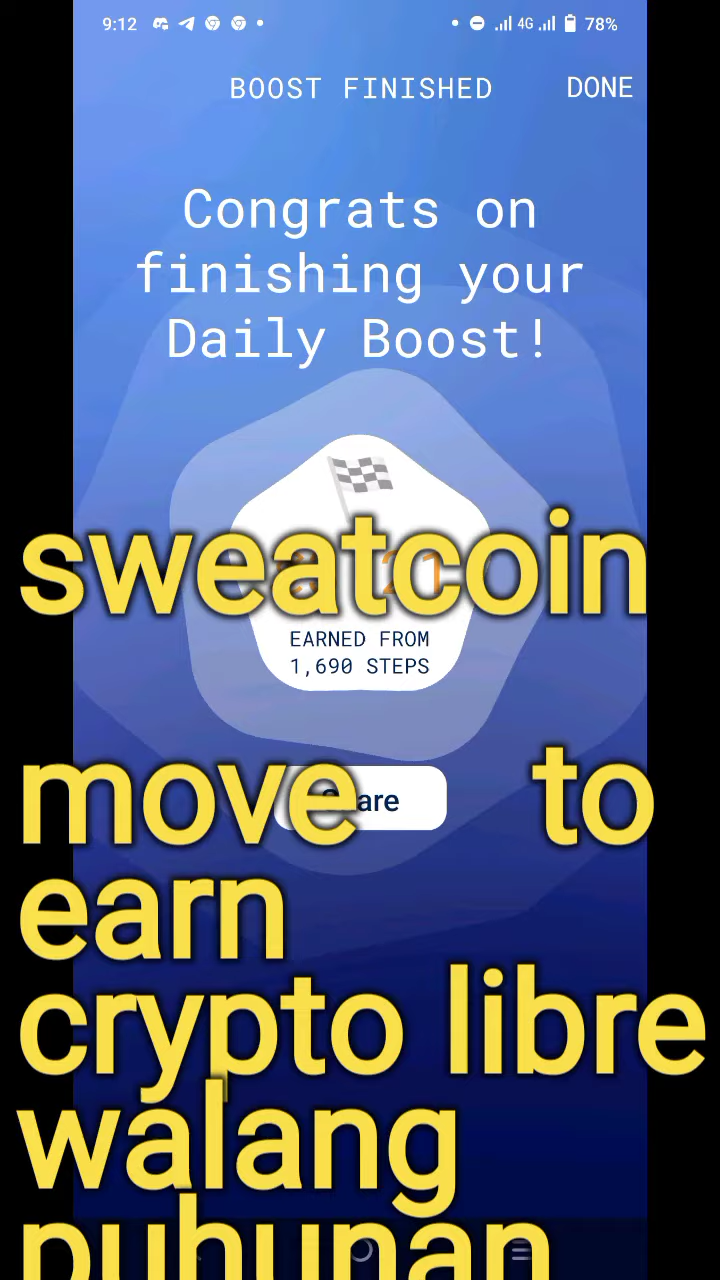 9:12 4G 78%
BOOST FINISHED DONE
Congrats on
finishing your
Daily Boost!
sweatcoin
EARNED FROM
1,690 STEPS
move to
earn
crypto libre
walang
puhunan